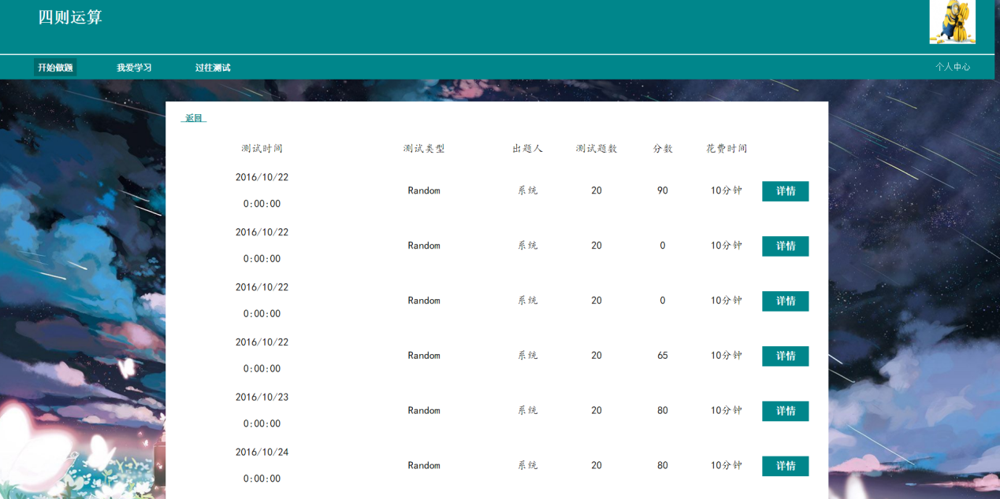 四则运算
开始做题 我爱学习 过往测试 个人中心
返回
测试时间 测试类型 出题人 测试题数 分数 花费时间
2016/10/22
Random 系统 20 90 10分钟 详情
0:00:00
2016/10/22
Random 系统 20 0 10分钟 详情
0:00:00
2016/10/22
Random 系统 20 0 10分钟 详情
0:00:00
2016/10/22
Random 系统 20 65 10分钟 详情
0:00:00
2016/10/23
Random 系统 20 80 10分钟 详情
0:00:00
2016/10/24
Random 系统 20 80 10分钟 详情
0:00:00